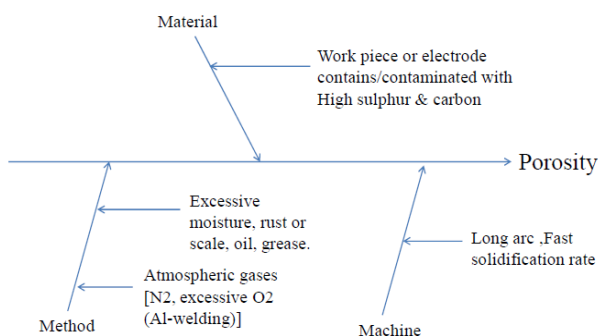 Material
Work piece or electrode
contains/contaminated with
High sulphur & carbon
Porosity
Excessive
moisture, rust or
scale, oil, grease.
Long arc ,Fast
solidification rate
Atmospheric gases
[N2, excessive O2
(Al-welding)]
Method
Machine